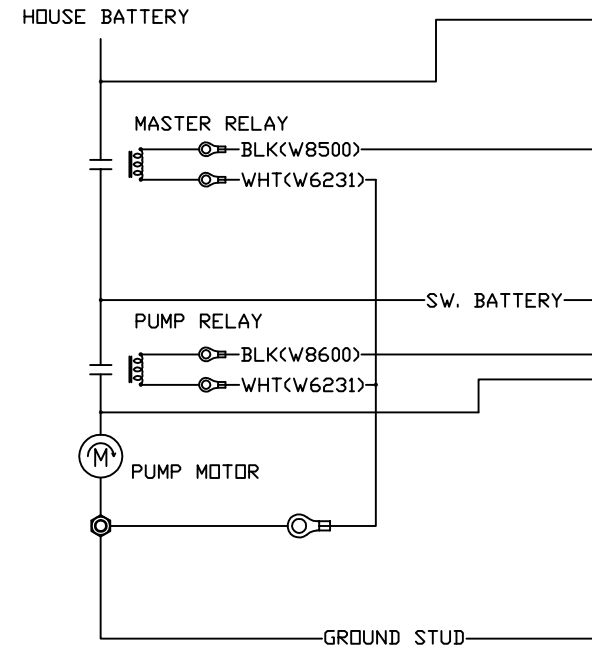 HOUSE BATTERY
MASTER RELAY
BLK(W8500)
WHT(W6231)
SW. BATTERY
PUMP RELAY
BLK(W8600)
WHT(W6231)
M
PUMP MOTOR
GROUND STUD